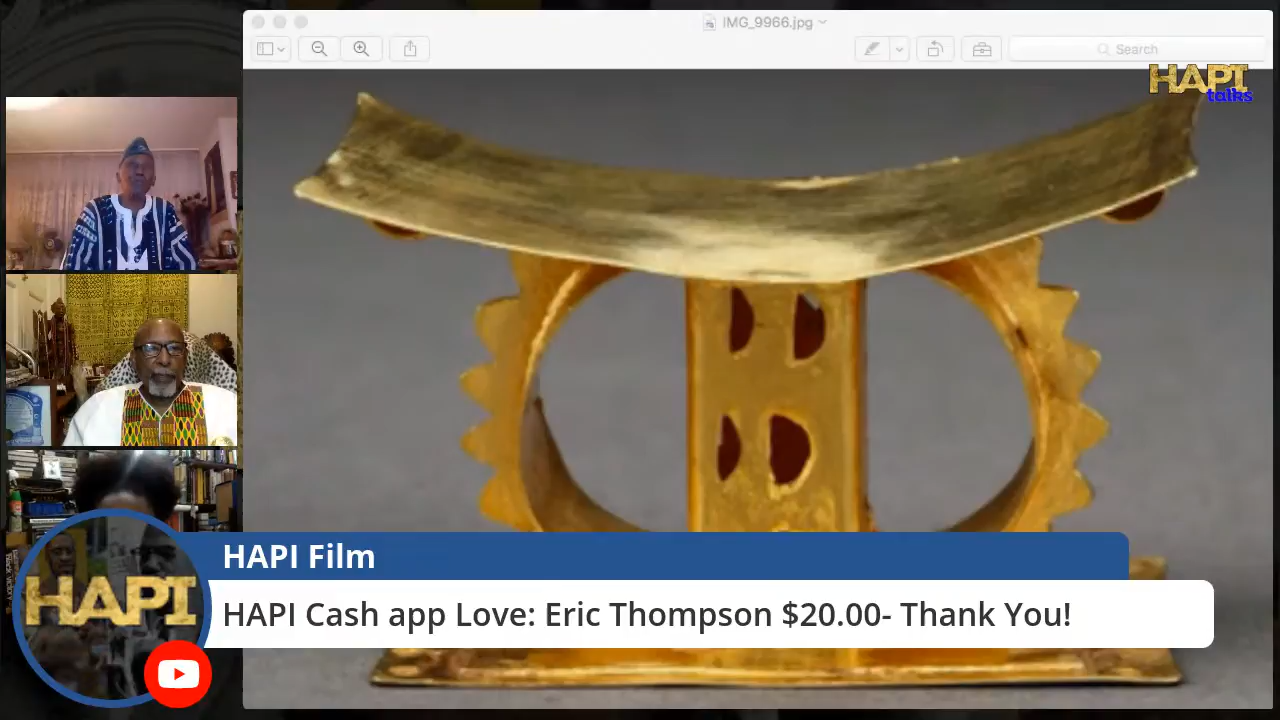 IMG_9966.jpg
Search
HAPI
talks
HAPI Film
HAPI
HAPI Cash app Love: Eric Thompson $20.00- Thank You!